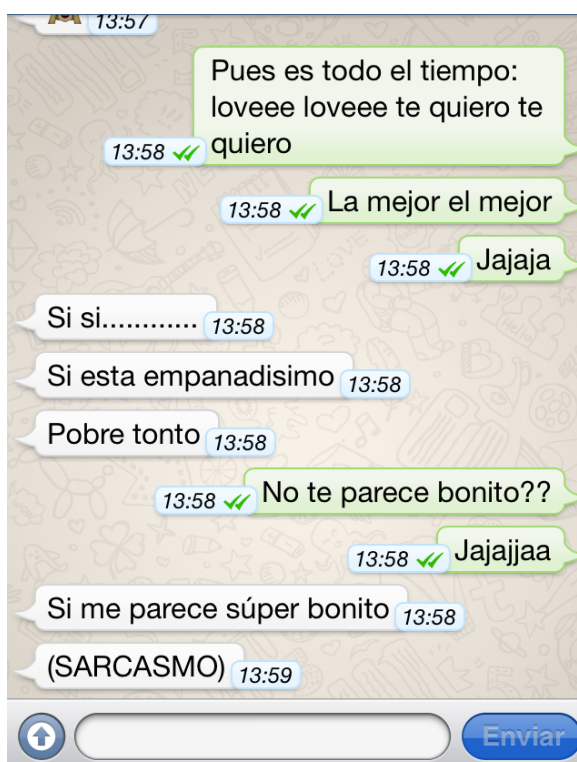 13:57
Pues es todo el tiempo:
loveee loveee te quiero te
quiero
13:58
La mejor el mejor
13:58
Jajaja
13:58
Si si............
13:58
Si esta empanadisimo
13:58
Pobre tonto
13:58
No te parece bonito??
13:58
Jajajjaa
13:58
Si me parece súper bonito
13:58
(SARCASMO)
13:59
Enviar